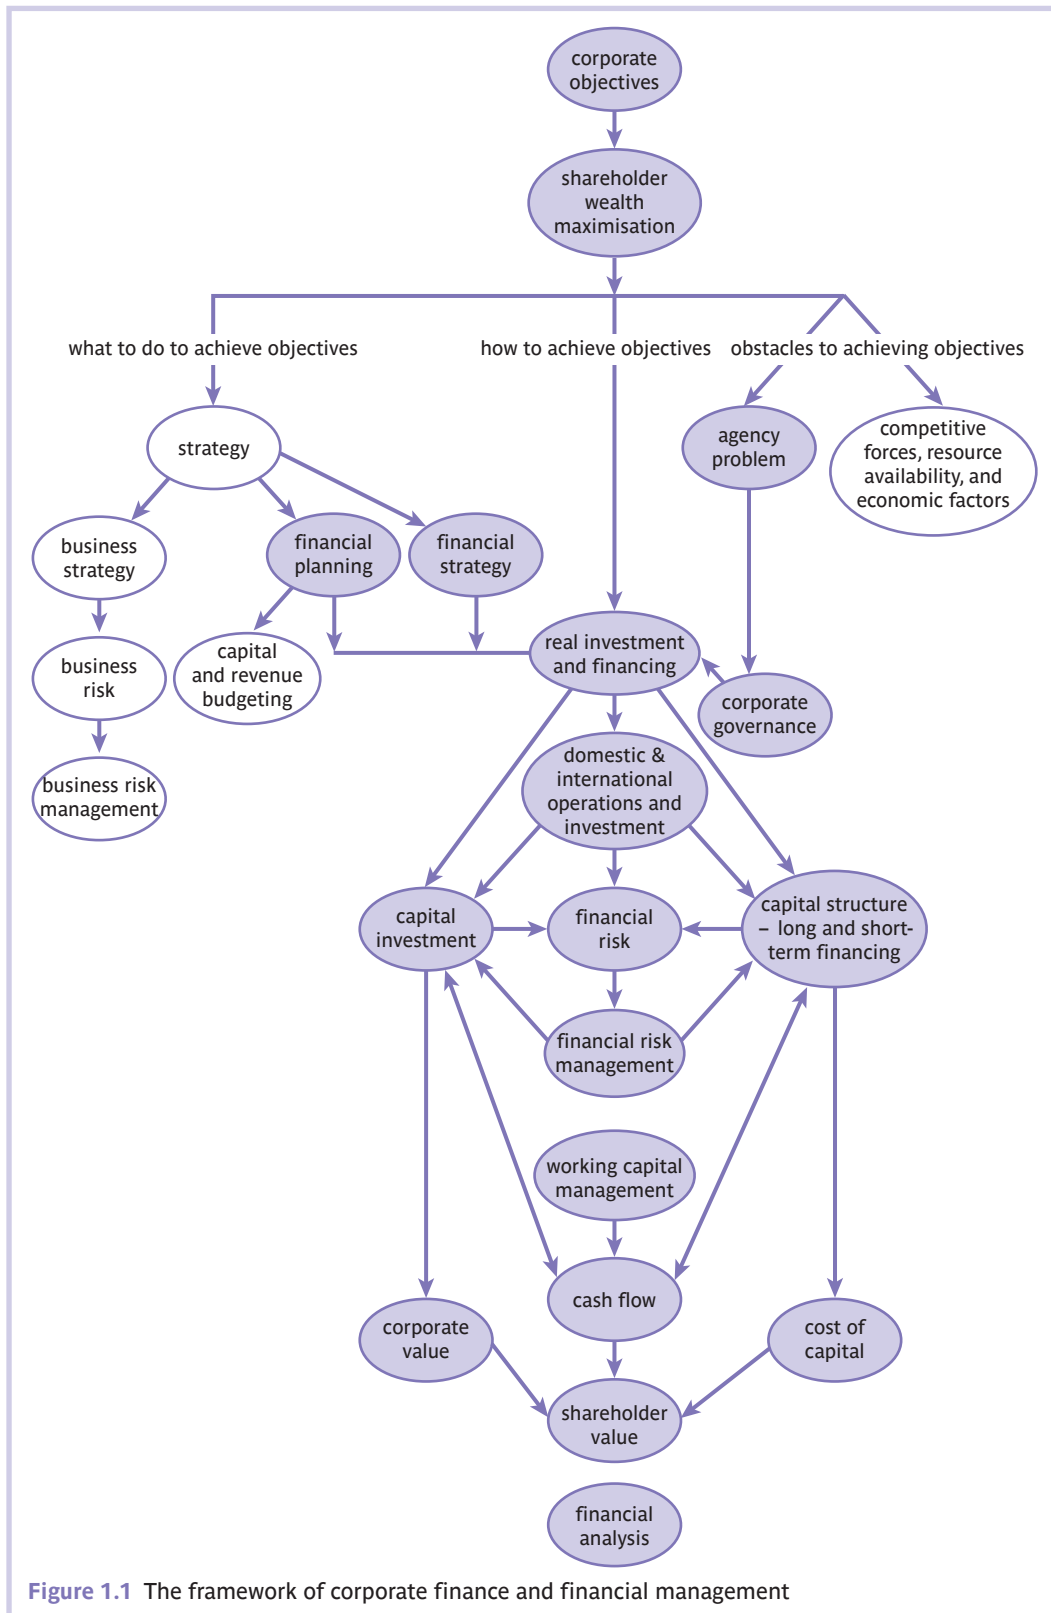 corporate
objectives
shareholder
wealth
maximisation
what to do to achieve objectives
how to achieve objectives
obstacles to achieving objectives
strategy
agency
problem
competitive
forces, resource
availability, and
economic factors
business
strategy
financial
planning
financial
strategy
business
risk
capital
and revenue
budgeting
real investment
and financing
corporate
governance
business risk
management
domestic &
international
operations and
investment
capital
investment
financial
risk
capital structure
– long and short-
term financing
financial risk
management
working capital
management
cash flow
corporate
value
cost of
capital
shareholder
value
financial
analysis
Figure 1.1 The framework of corporate finance and financial management